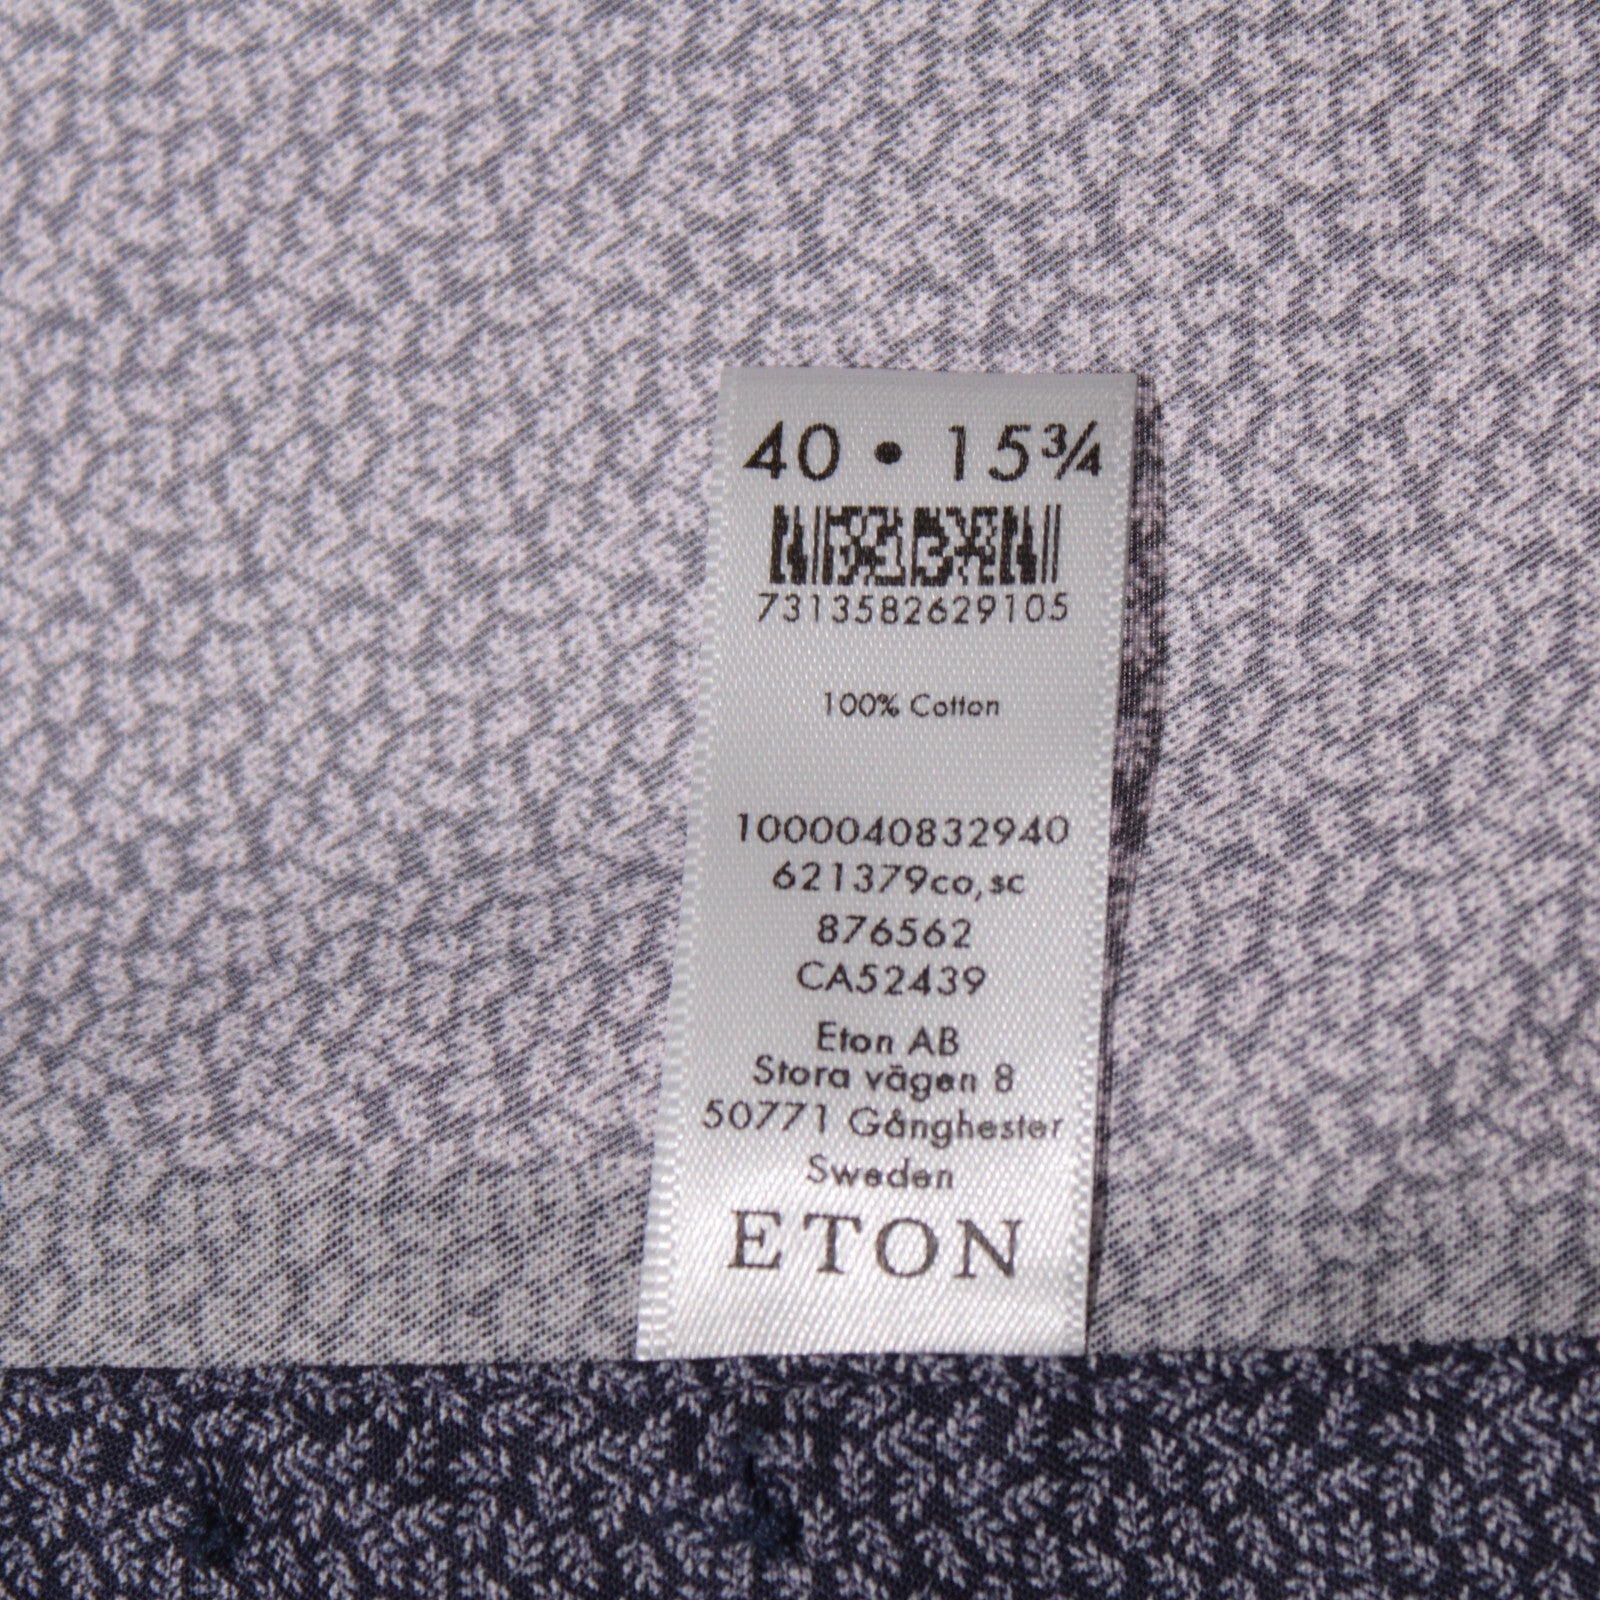 40 • 15¾
7313582629105
100% Cotton
1000040832940
621379co,sc
876562
CA52439
Eton AB
Stora vägen 8
50771 Gånghester
Sweden
ETON